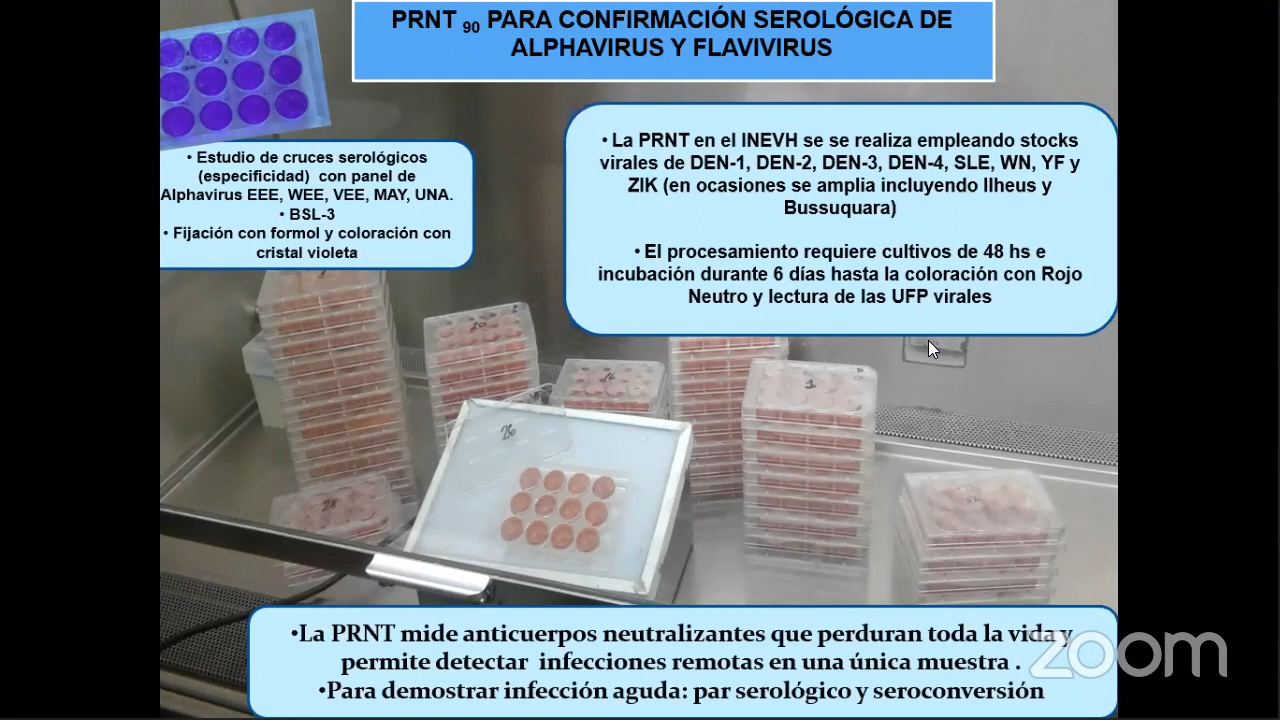 PRNT 90 PARA CONFIRMACIÓN SEROLÓGICA DE
ALPHAVIRUS Y FLAVIVIRUS
• Estudio de cruces serológicos
(especificidad) con panel de
Alphavirus EEE, WEE, VEE, MAY, UNA.
• BSL-3
• Fijación con formol y coloración con
cristal violeta
• La PRNT en el INEVH se se realiza empleando stocks
virales de DEN-1, DEN-2, DEN-3, DEN-4, SLE, WN, YF y
ZIK (en ocasiones se amplia incluyendo Ilheus y
Bussuquara)
• El procesamiento requiere cultivos de 48 hs e
incubación durante 6 días hasta la coloración con Rojo
Neutro y lectura de las UFP virales
20
16
1
26
28
•La PRNT mide anticuerpos neutralizantes que perduran toda la vida y
permite detectar infecciones remotas en una única muestra .
•Para demostrar infección aguda: par serológico y seroconversión
zoom